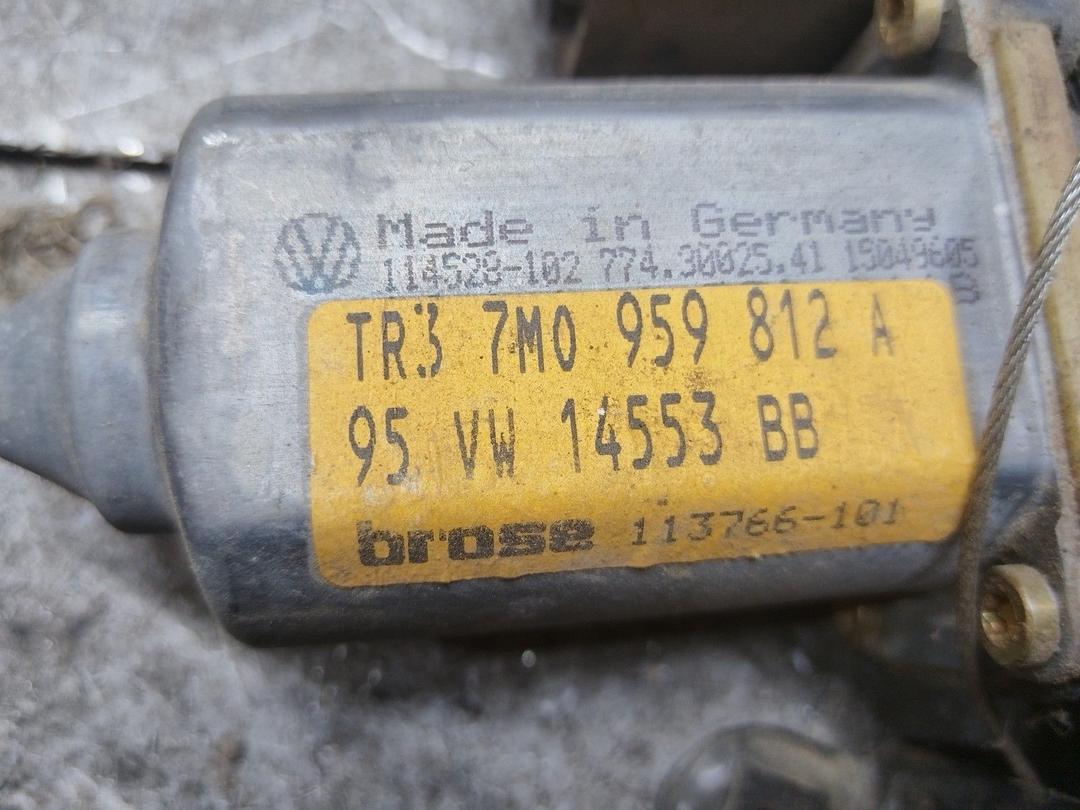 Made in Germany
114528-102 774.30025.41 15049605
TR3 7M0 959 812 A
95 VW 14553 BB
brose 113766-101